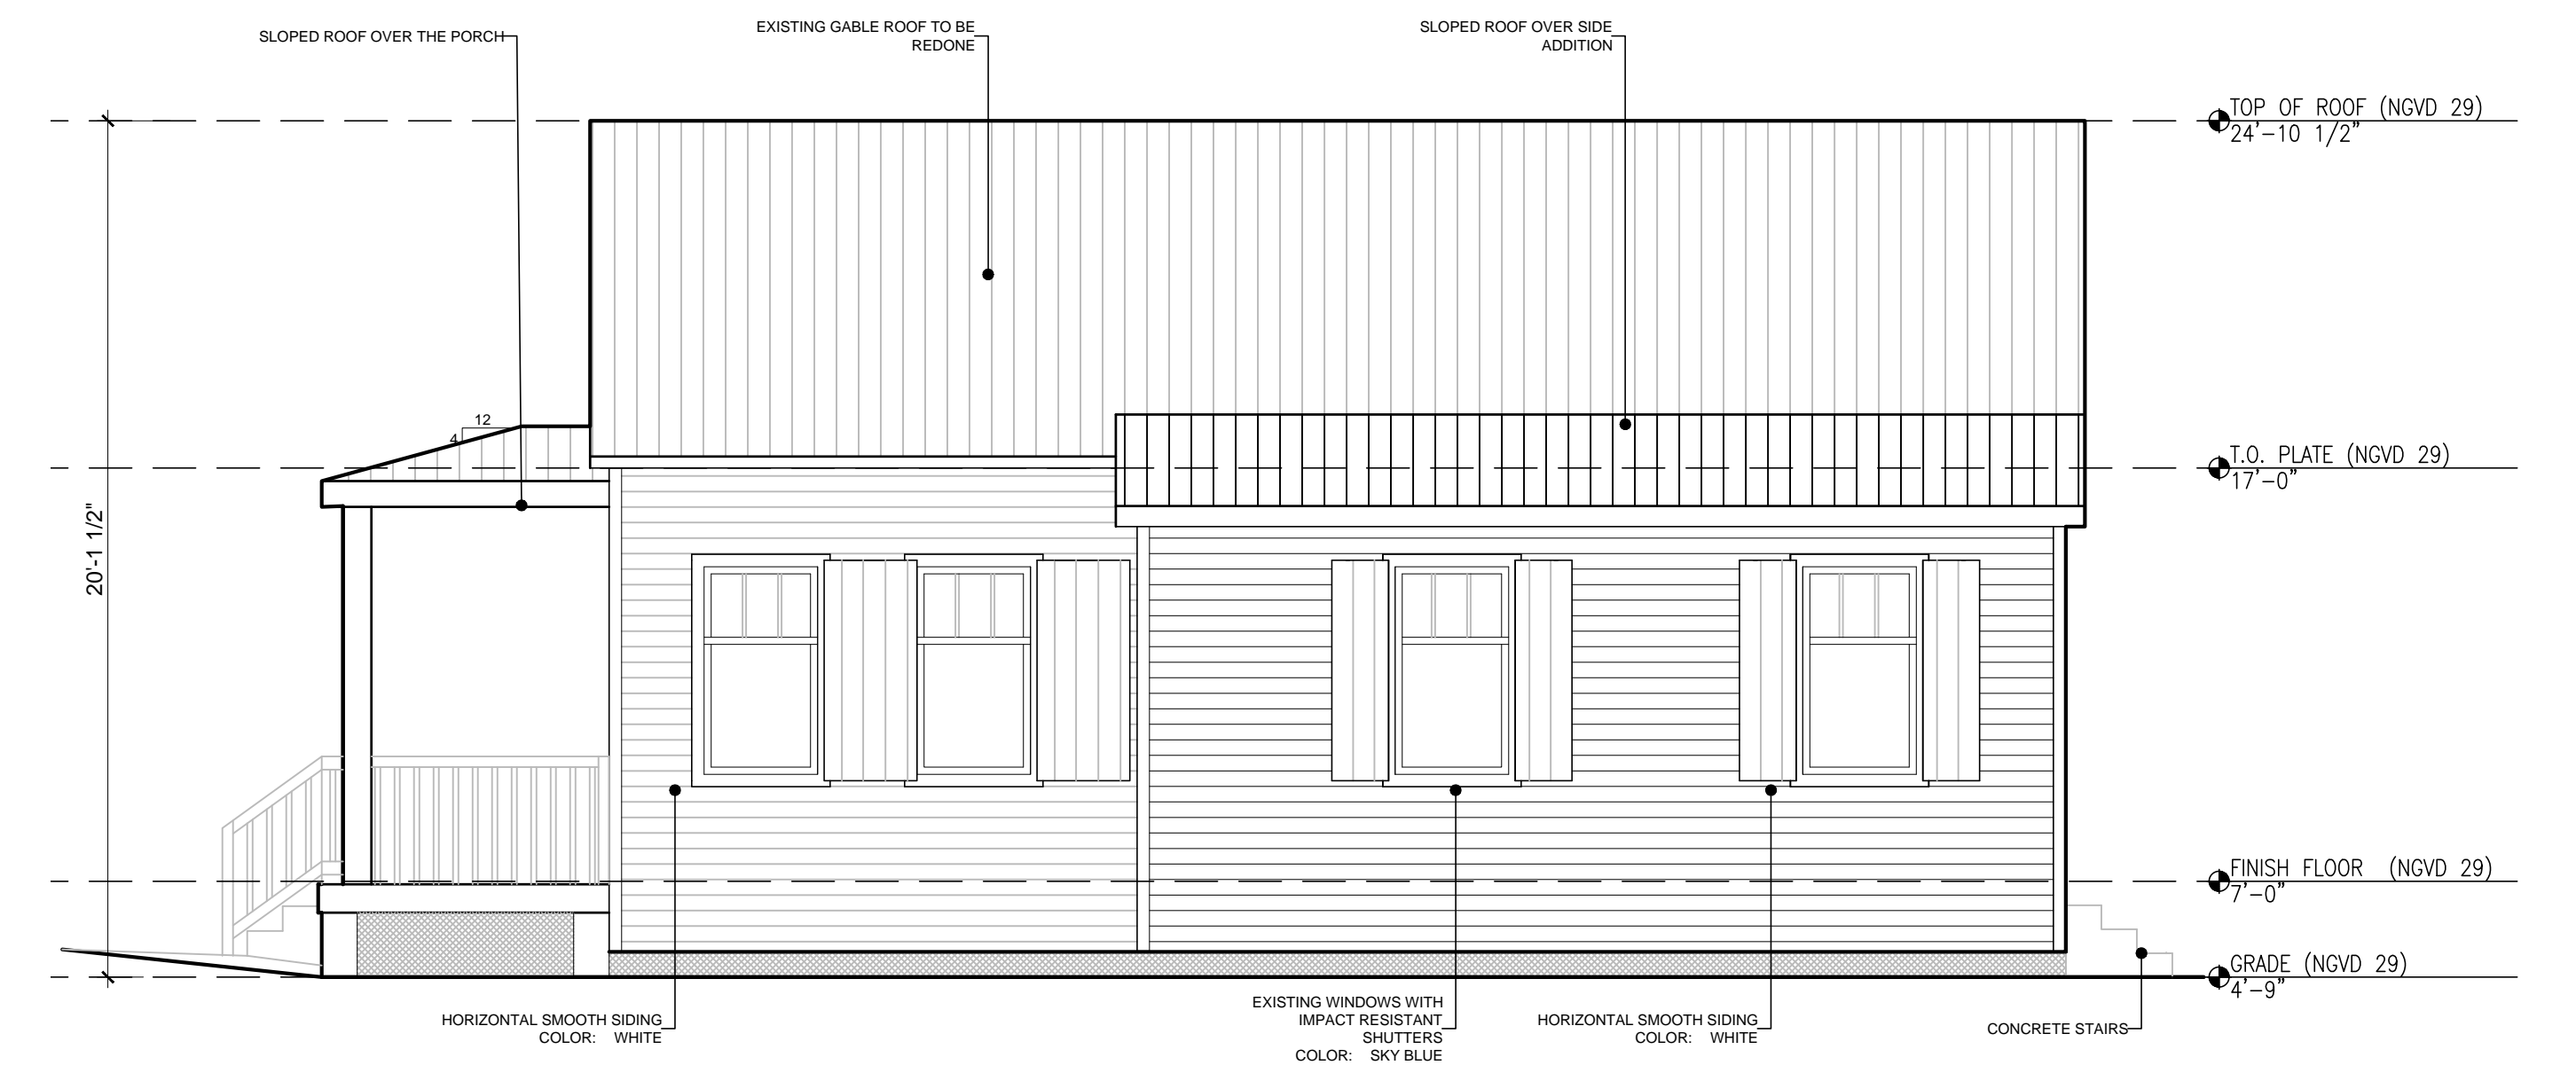 SLOPED ROOF OVER THE PORCH
EXISTING GABLE ROOF TO BE
REDONE
SLOPED ROOF OVER SIDE
ADDITION
TOP OF ROOF (NGVD 29)
24'-10 1/2"
12
4
T.O. PLATE (NGVD 29)
17'-0"
20'-1 1/2"
FINISH FLOOR (NGVD 29)
7'-0"
GRADE (NGVD 29)
4'-9"
HORIZONTAL SMOOTH SIDING
COLOR: WHITE
EXISTING WINDOWS WITH
IMPACT RESISTANT
SHUTTERS
COLOR: SKY BLUE
HORIZONTAL SMOOTH SIDING
COLOR: WHITE
CONCRETE STAIRS